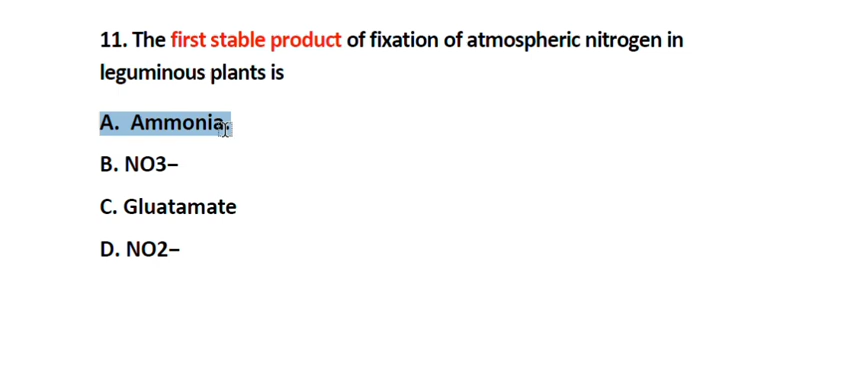 11. The first stable product of fixation of atmospheric nitrogen in
leguminous plants is
A. Ammonia.
B. NO3–
C. Gluatamate
D. NO2–